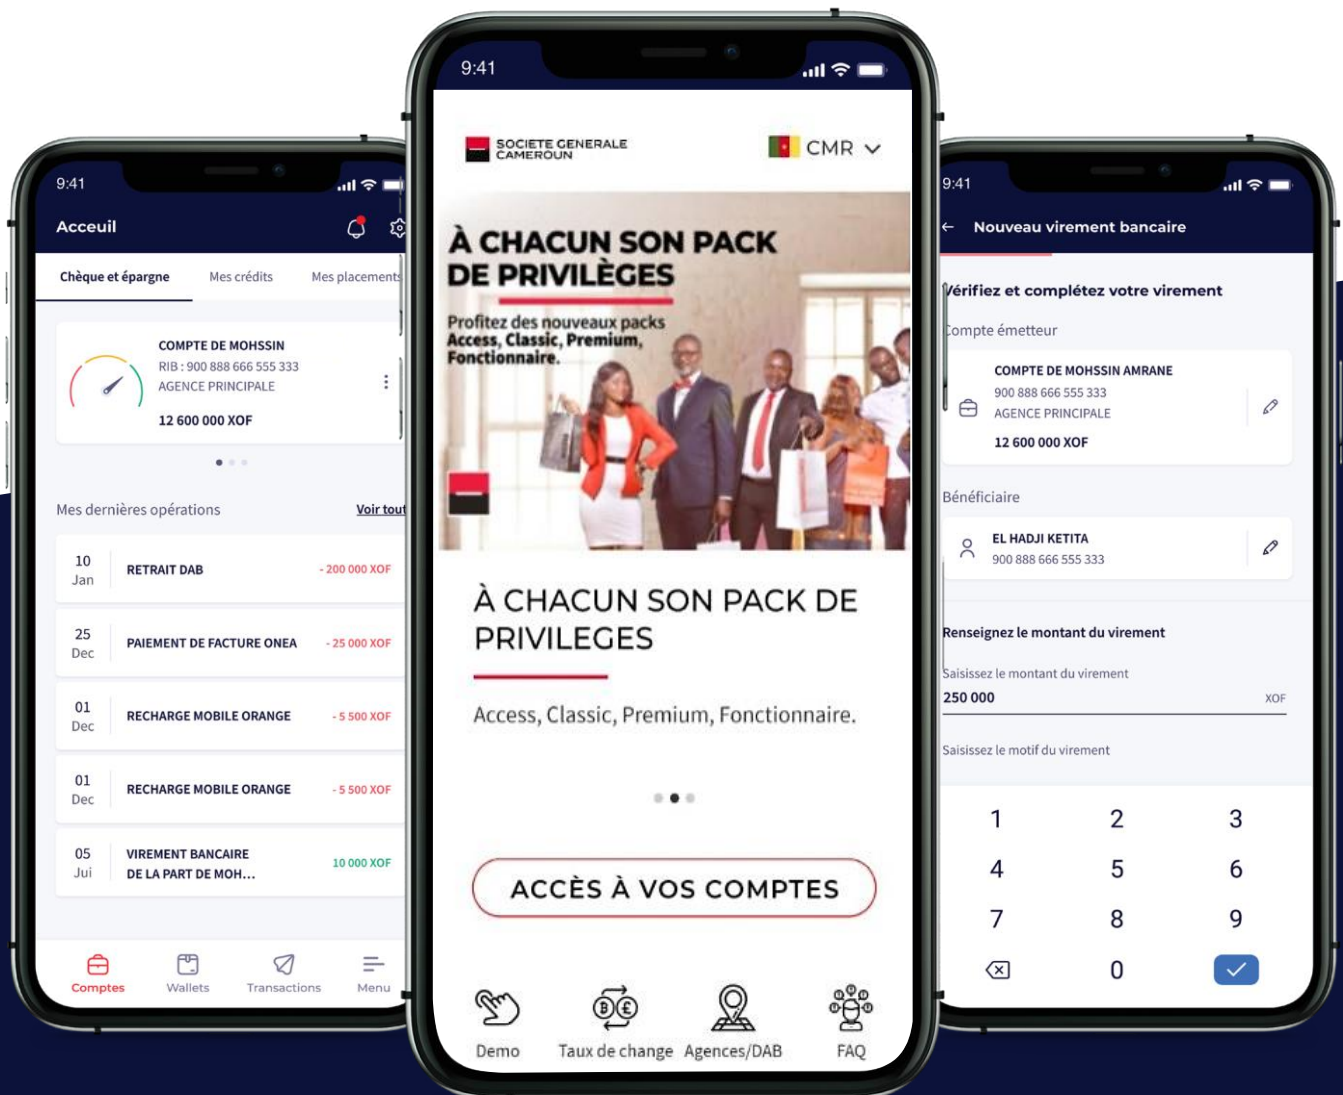 9:41
Acceuil
Chèque et épargne
Mes crédits
Mes placements
COMPTE DE MOHSSIN
RIB : 900 888 666 555 333
AGENCE PRINCIPALE
12 600 000 XOF
Mes dernières opérations
Voir tout
10
Jan
RETRAIT DAB
- 200 000 XOF
25
Dec
PAIEMENT DE FACTURE ONEA
- 25 000 XOF
01
Dec
RECHARGE MOBILE ORANGE
- 5 500 XOF
01
Dec
RECHARGE MOBILE ORANGE
- 5 500 XOF
05
Jui
VIREMENT BANCAIRE
DE LA PART DE MOH...
10 000 XOF
Comptes
Wallets
Transactions
Menu
9:41
SOCIETE GENERALE
CAMEROUN
CMR
À CHACUN SON PACK
DE PRIVILÈGES
Profitez des nouveaux packs
Access, Classic, Premium,
Fonctionnaire.
À CHACUN SON PACK DE
PRIVILEGES
Access, Classic, Premium, Fonctionnaire.
ACCÈS À VOS COMPTES
Demo
Taux de change
Agences/DAB
FAQ
9:41
Nouveau virement bancaire
Vérifiez et complétez votre virement
Compte émetteur
COMPTE DE MOHSSIN AMRANE
900 888 666 555 333
AGENCE PRINCIPALE
12 600 000 XOF
Bénéficiaire
EL HADJI KETITA
900 888 666 555 333
Renseignez le montant du virement
Saisissez le montant du virement
250 000
XOF
Saisissez le motif du virement
1 2 3
4 5 6
7 8 9
0